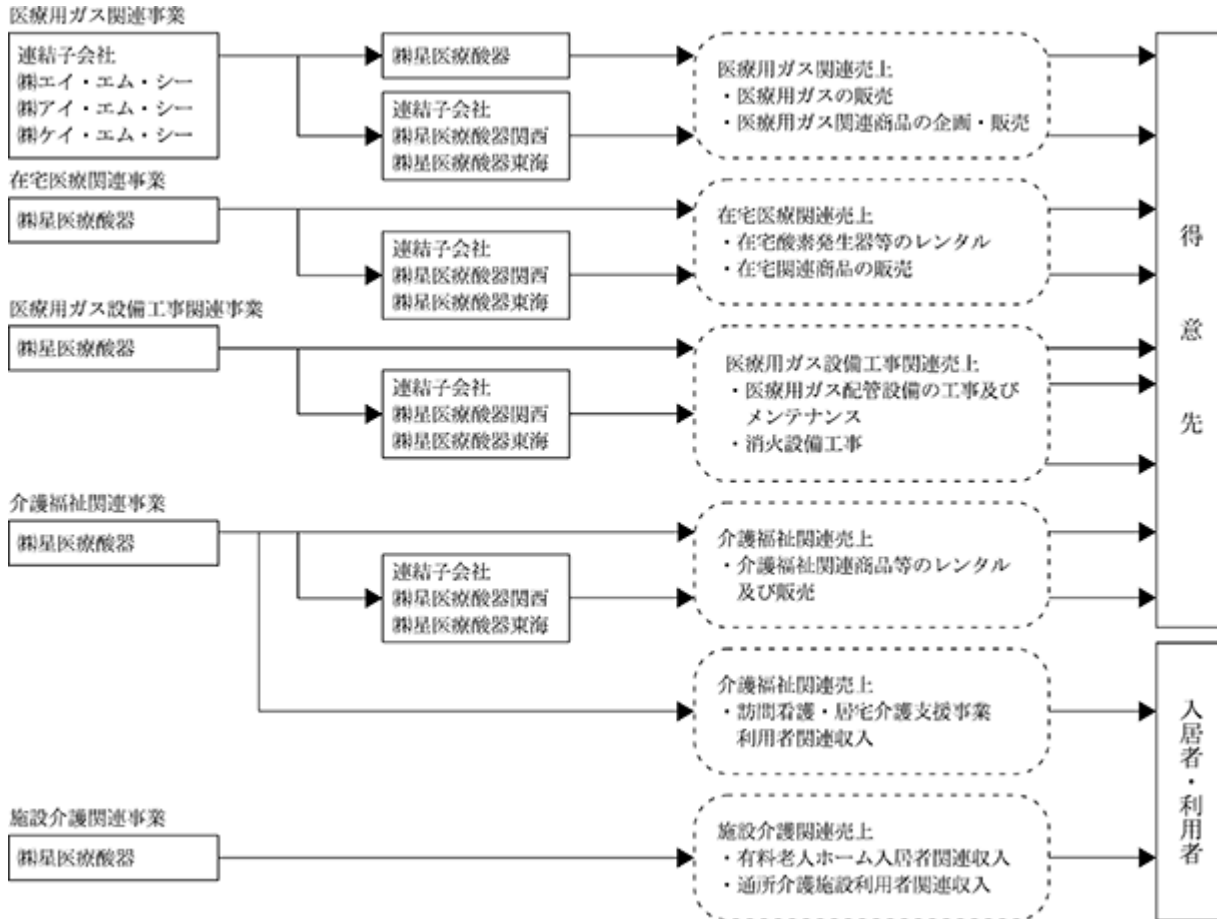 医療用ガス関連事業
連結子会社
㈱エイ・エム・シー
㈱アイ・エム・シー
㈱ケイ・エム・シー
㈱星医療酸器
連結子会社
㈱星医療酸器関西
㈱星医療酸器東海
医療用ガス関連売上
・医療用ガスの販売
・医療用ガス関連商品の企画・販売
在宅医療関連事業
㈱星医療酸器
連結子会社
㈱星医療酸器関西
㈱星医療酸器東海
在宅医療関連売上
・在宅酸素発生器等のレンタル
・在宅関連商品の販売
医療用ガス設備工事関連事業
㈱星医療酸器
連結子会社
㈱星医療酸器関西
㈱星医療酸器東海
医療用ガス設備工事関連売上
・医療用ガス配管設備の工事及び
メンテナンス
・消火設備工事
介護福祉関連事業
㈱星医療酸器
連結子会社
㈱星医療酸器関西
㈱星医療酸器東海
介護福祉関連売上
・介護福祉関連商品等のレンタル
及び販売
得意先
介護福祉関連売上
・訪問看護・居宅介護支援事業
利用者関連収入
施設介護関連事業
㈱星医療酸器
施設介護関連売上
・有料老人ホーム入居者関連収入
・通所介護施設利用者関連収入
入居者・利用者